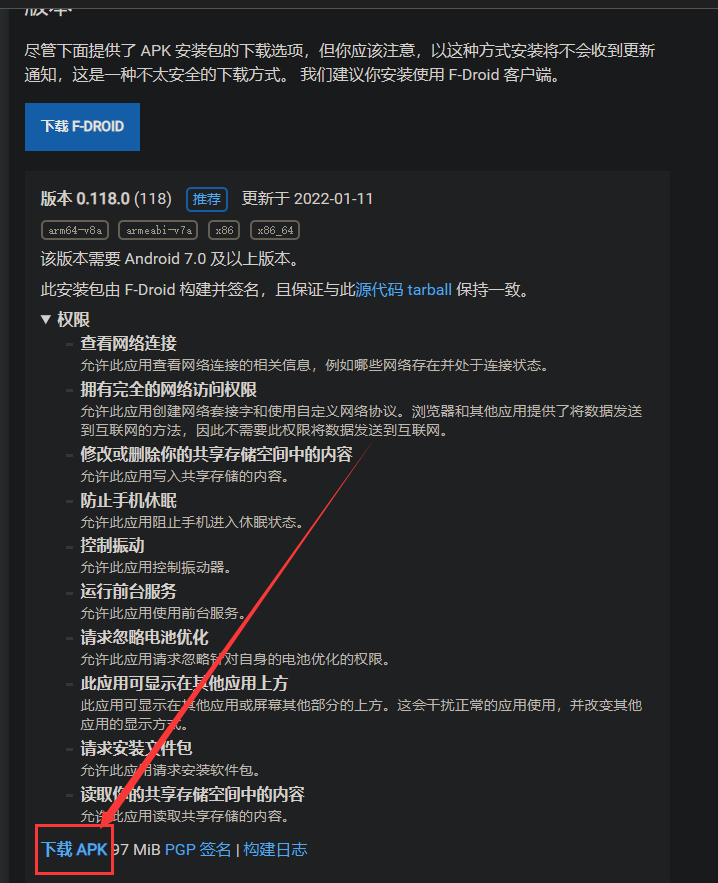 版本
尽管下面提供了 APK 安装包的下载选项，但你应该注意，以这种方式安装将不会收到更新
通知，这是一种不太安全的下载方式。 我们建议你安装使用 F-Droid 客户端。
下载 F-DROID
版本 0.118.0 (118) 推荐 更新于 2022-01-11
arm64-v8a armeabi-v7a x86 x86_64
该版本需要 Android 7.0 及以上版本。
此安装包由 F-Droid 构建并签名，且保证与此源代码 tarball 保持一致。
▼ 权限
- 查看网络连接
允许此应用查看网络连接的相关信息，例如哪些网络存在并处于连接状态。
- 拥有完全的网络访问权限
允许此应用创建网络套接字和使用自定义网络协议。浏览器和其他应用提供了将数据发送
到互联网的方法，因此不需要此权限将数据发送到互联网。
- 修改或删除你的共享存储空间中的内容
允许此应用写入共享存储的内容。
- 防止手机休眠
允许此应用阻止手机进入休眠状态。
- 控制振动
允许此应用控制振动器。
- 运行前台服务
允许此应用使用前台服务。
- 请求忽略电池优化
允许此应用请求忽略针对自身的电池优化的权限。
- 此应用可显示在其他应用上方
此应用可显示在其他应用或屏幕其他部分的上方。这会干扰正常的应用使用，并改变其他
应用的显示方式。
- 请求安装文件包
允许此应用请求安装软件包。
- 读取你的共享存储空间中的内容
允许此应用读取共享存储的内容。
下载 APK 97 MiB PGP 签名 | 构建日志